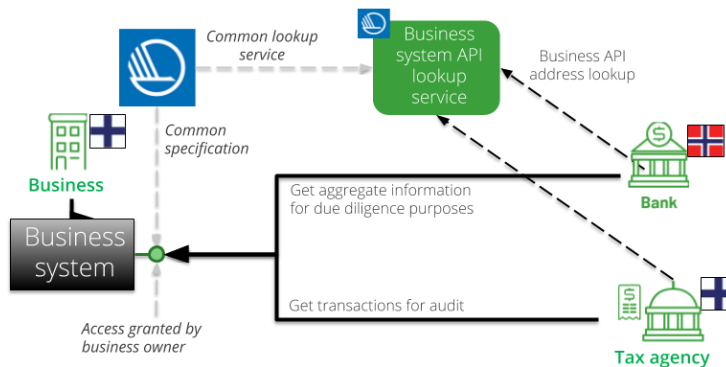 Common lookup
service
Business
system API
lookup
service
Business API
address lookup
Common
specification
Business
Get aggregate information
for due diligence purposes
Bank
Business
system
Get transactions for audit
Access granted by
business owner
Tax agency